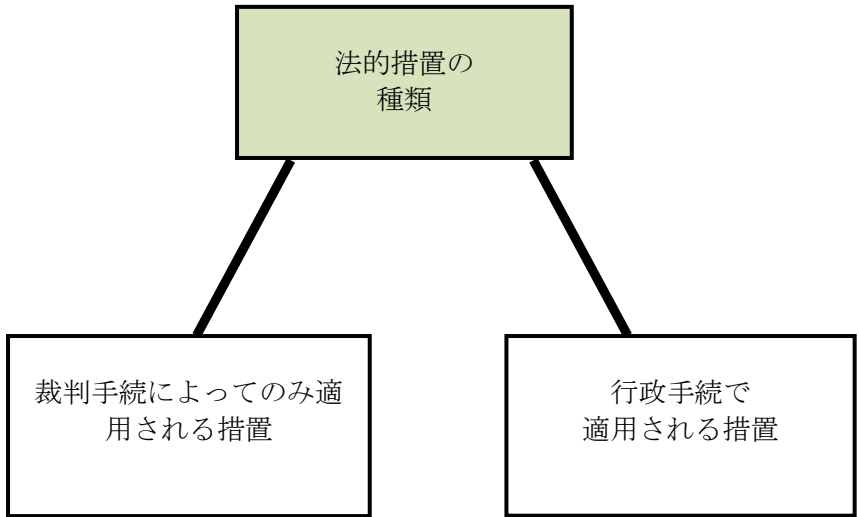 法的措置の
種類
裁判手続によってのみ適
用される措置
行政手続で
適用される措置